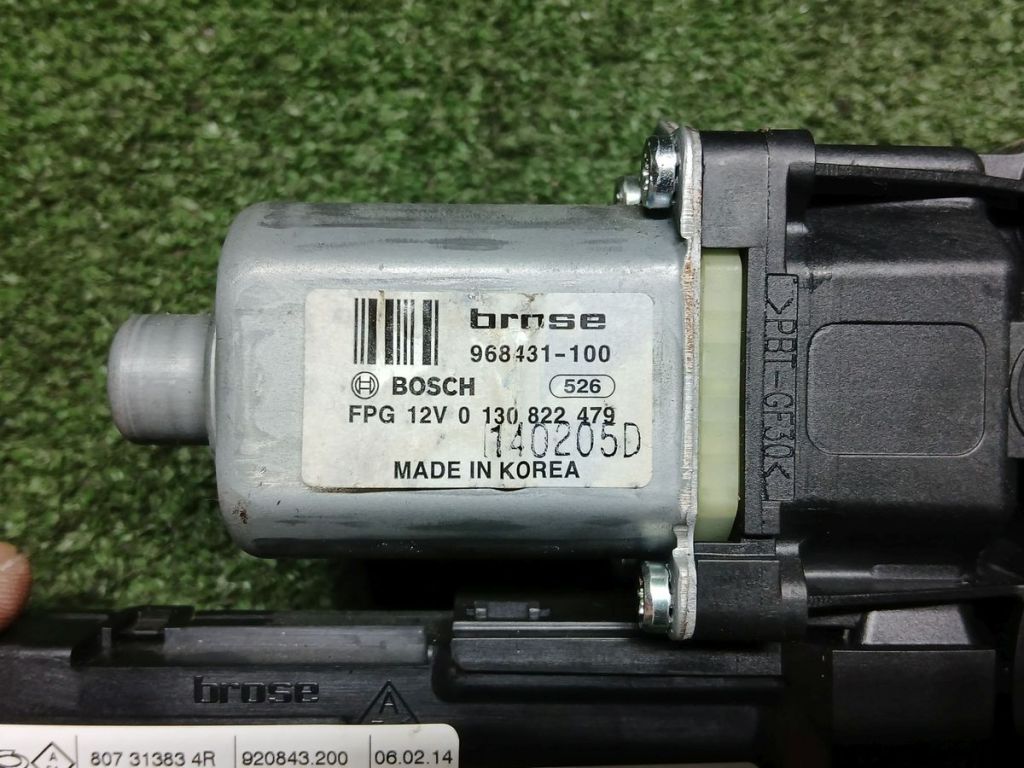 brose
968431-100
BOSCH 526
FPG 12V 0 130 822 479
140205D
MADE IN KOREA
>PBT-GF30<
brose
A
807 31383 4R 920843.200 06.02.14